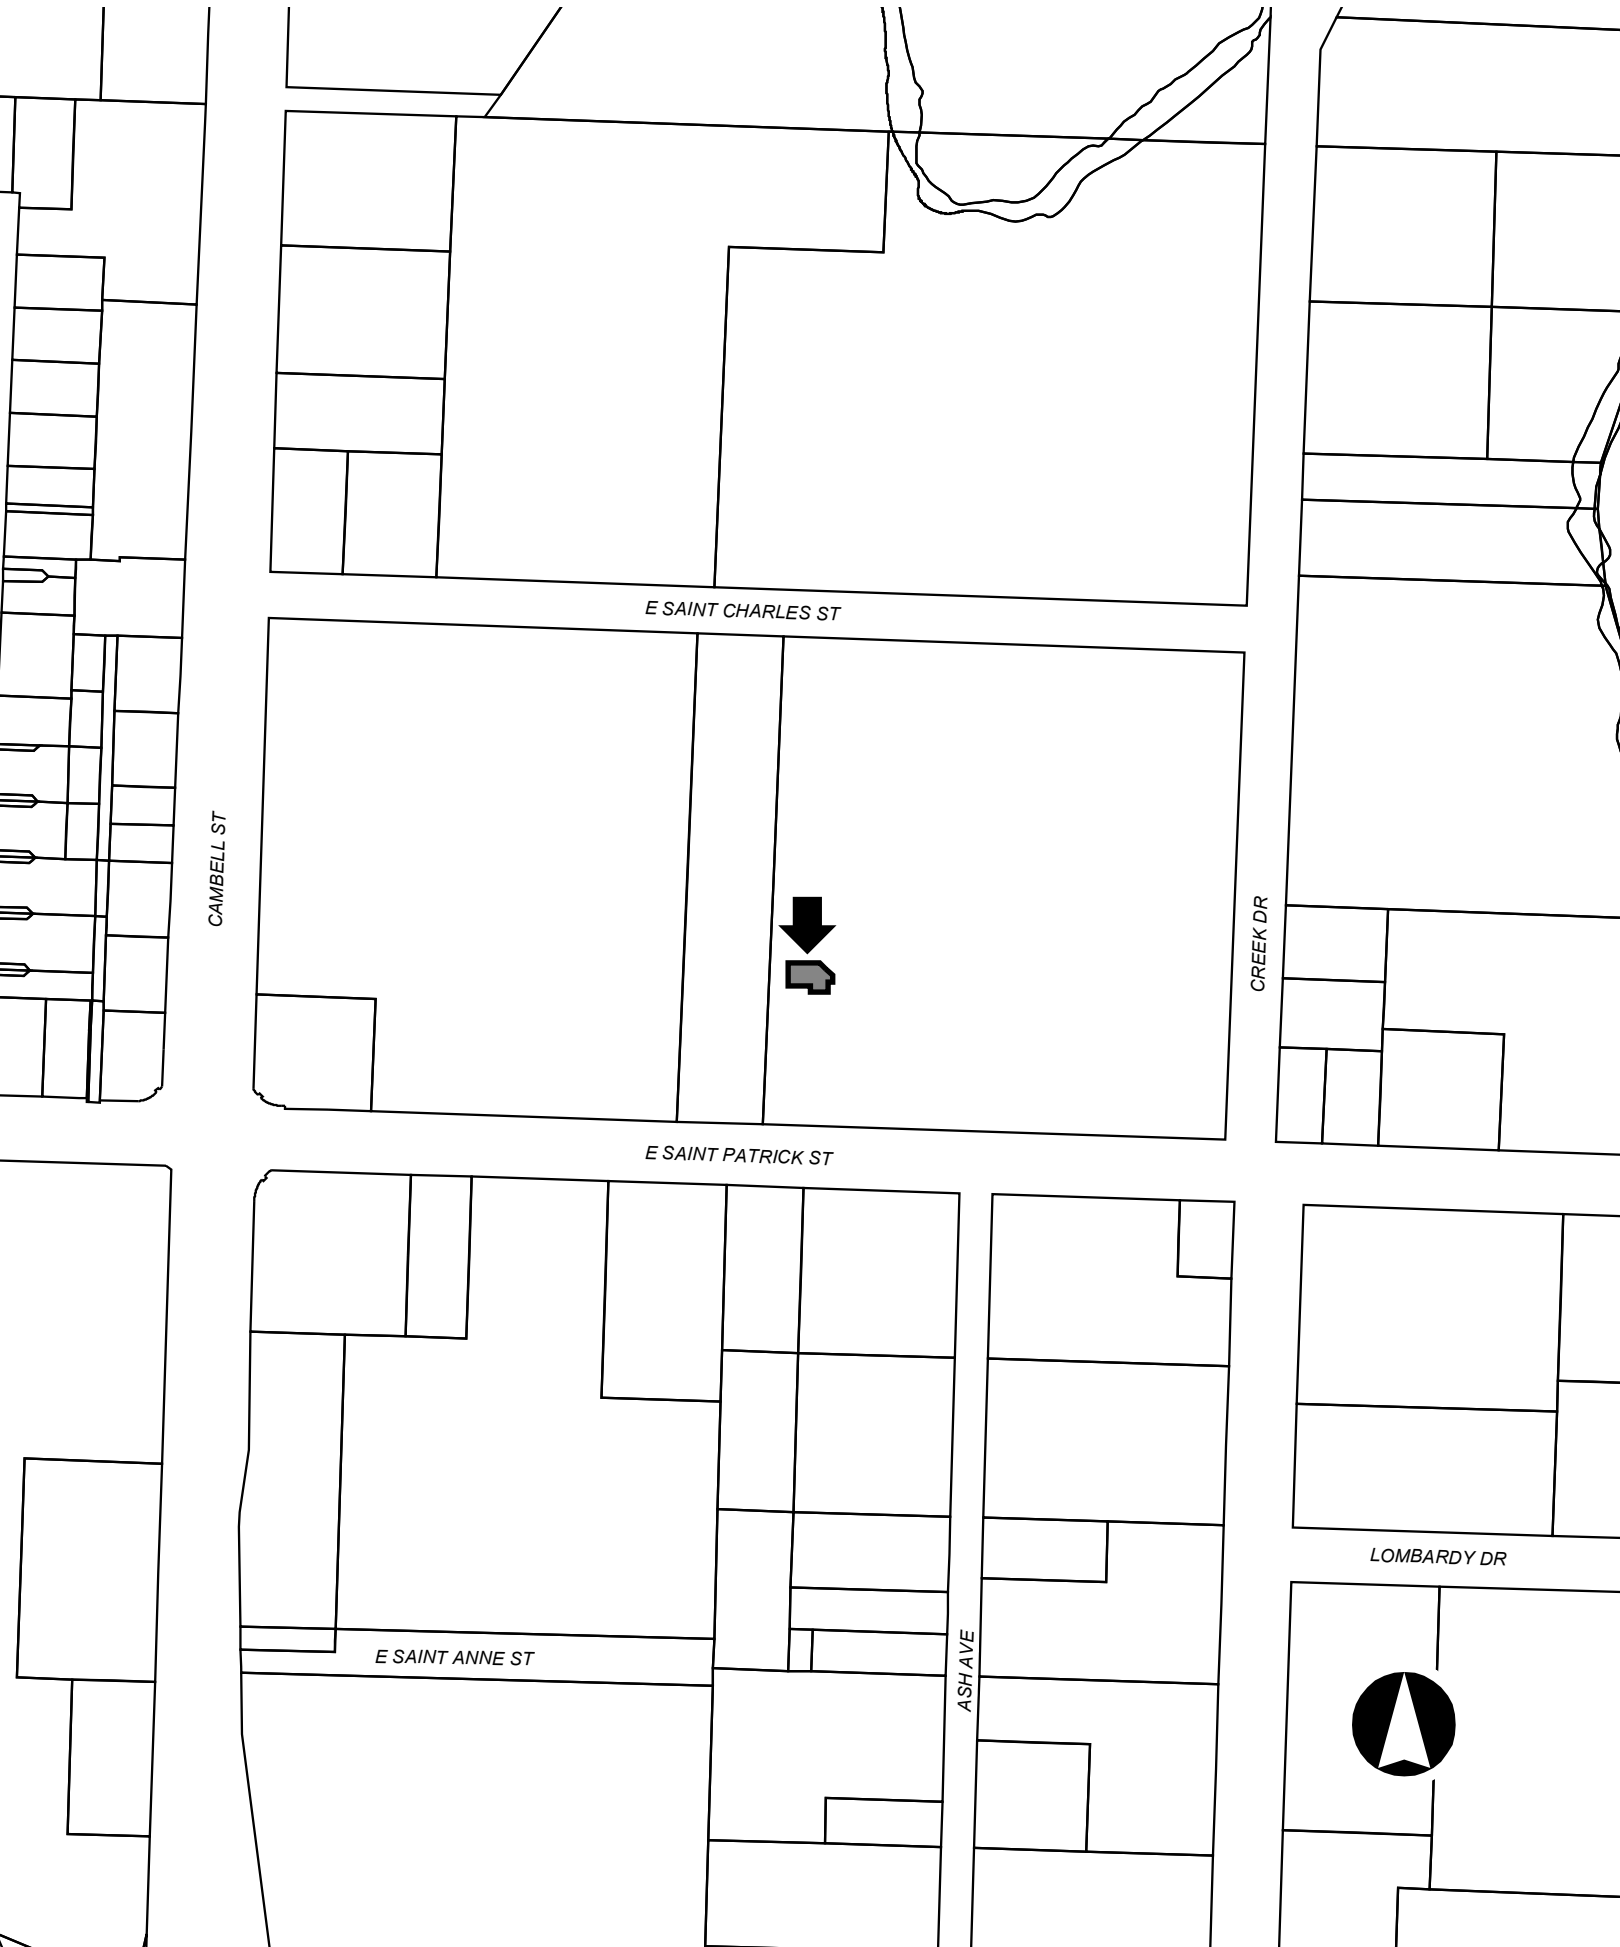 E SAINT CHARLES ST
CAMBELL ST
CREEK DR
E SAINT PATRICK ST
LOMBARDY DR
E SAINT ANNE ST
ASH AVE